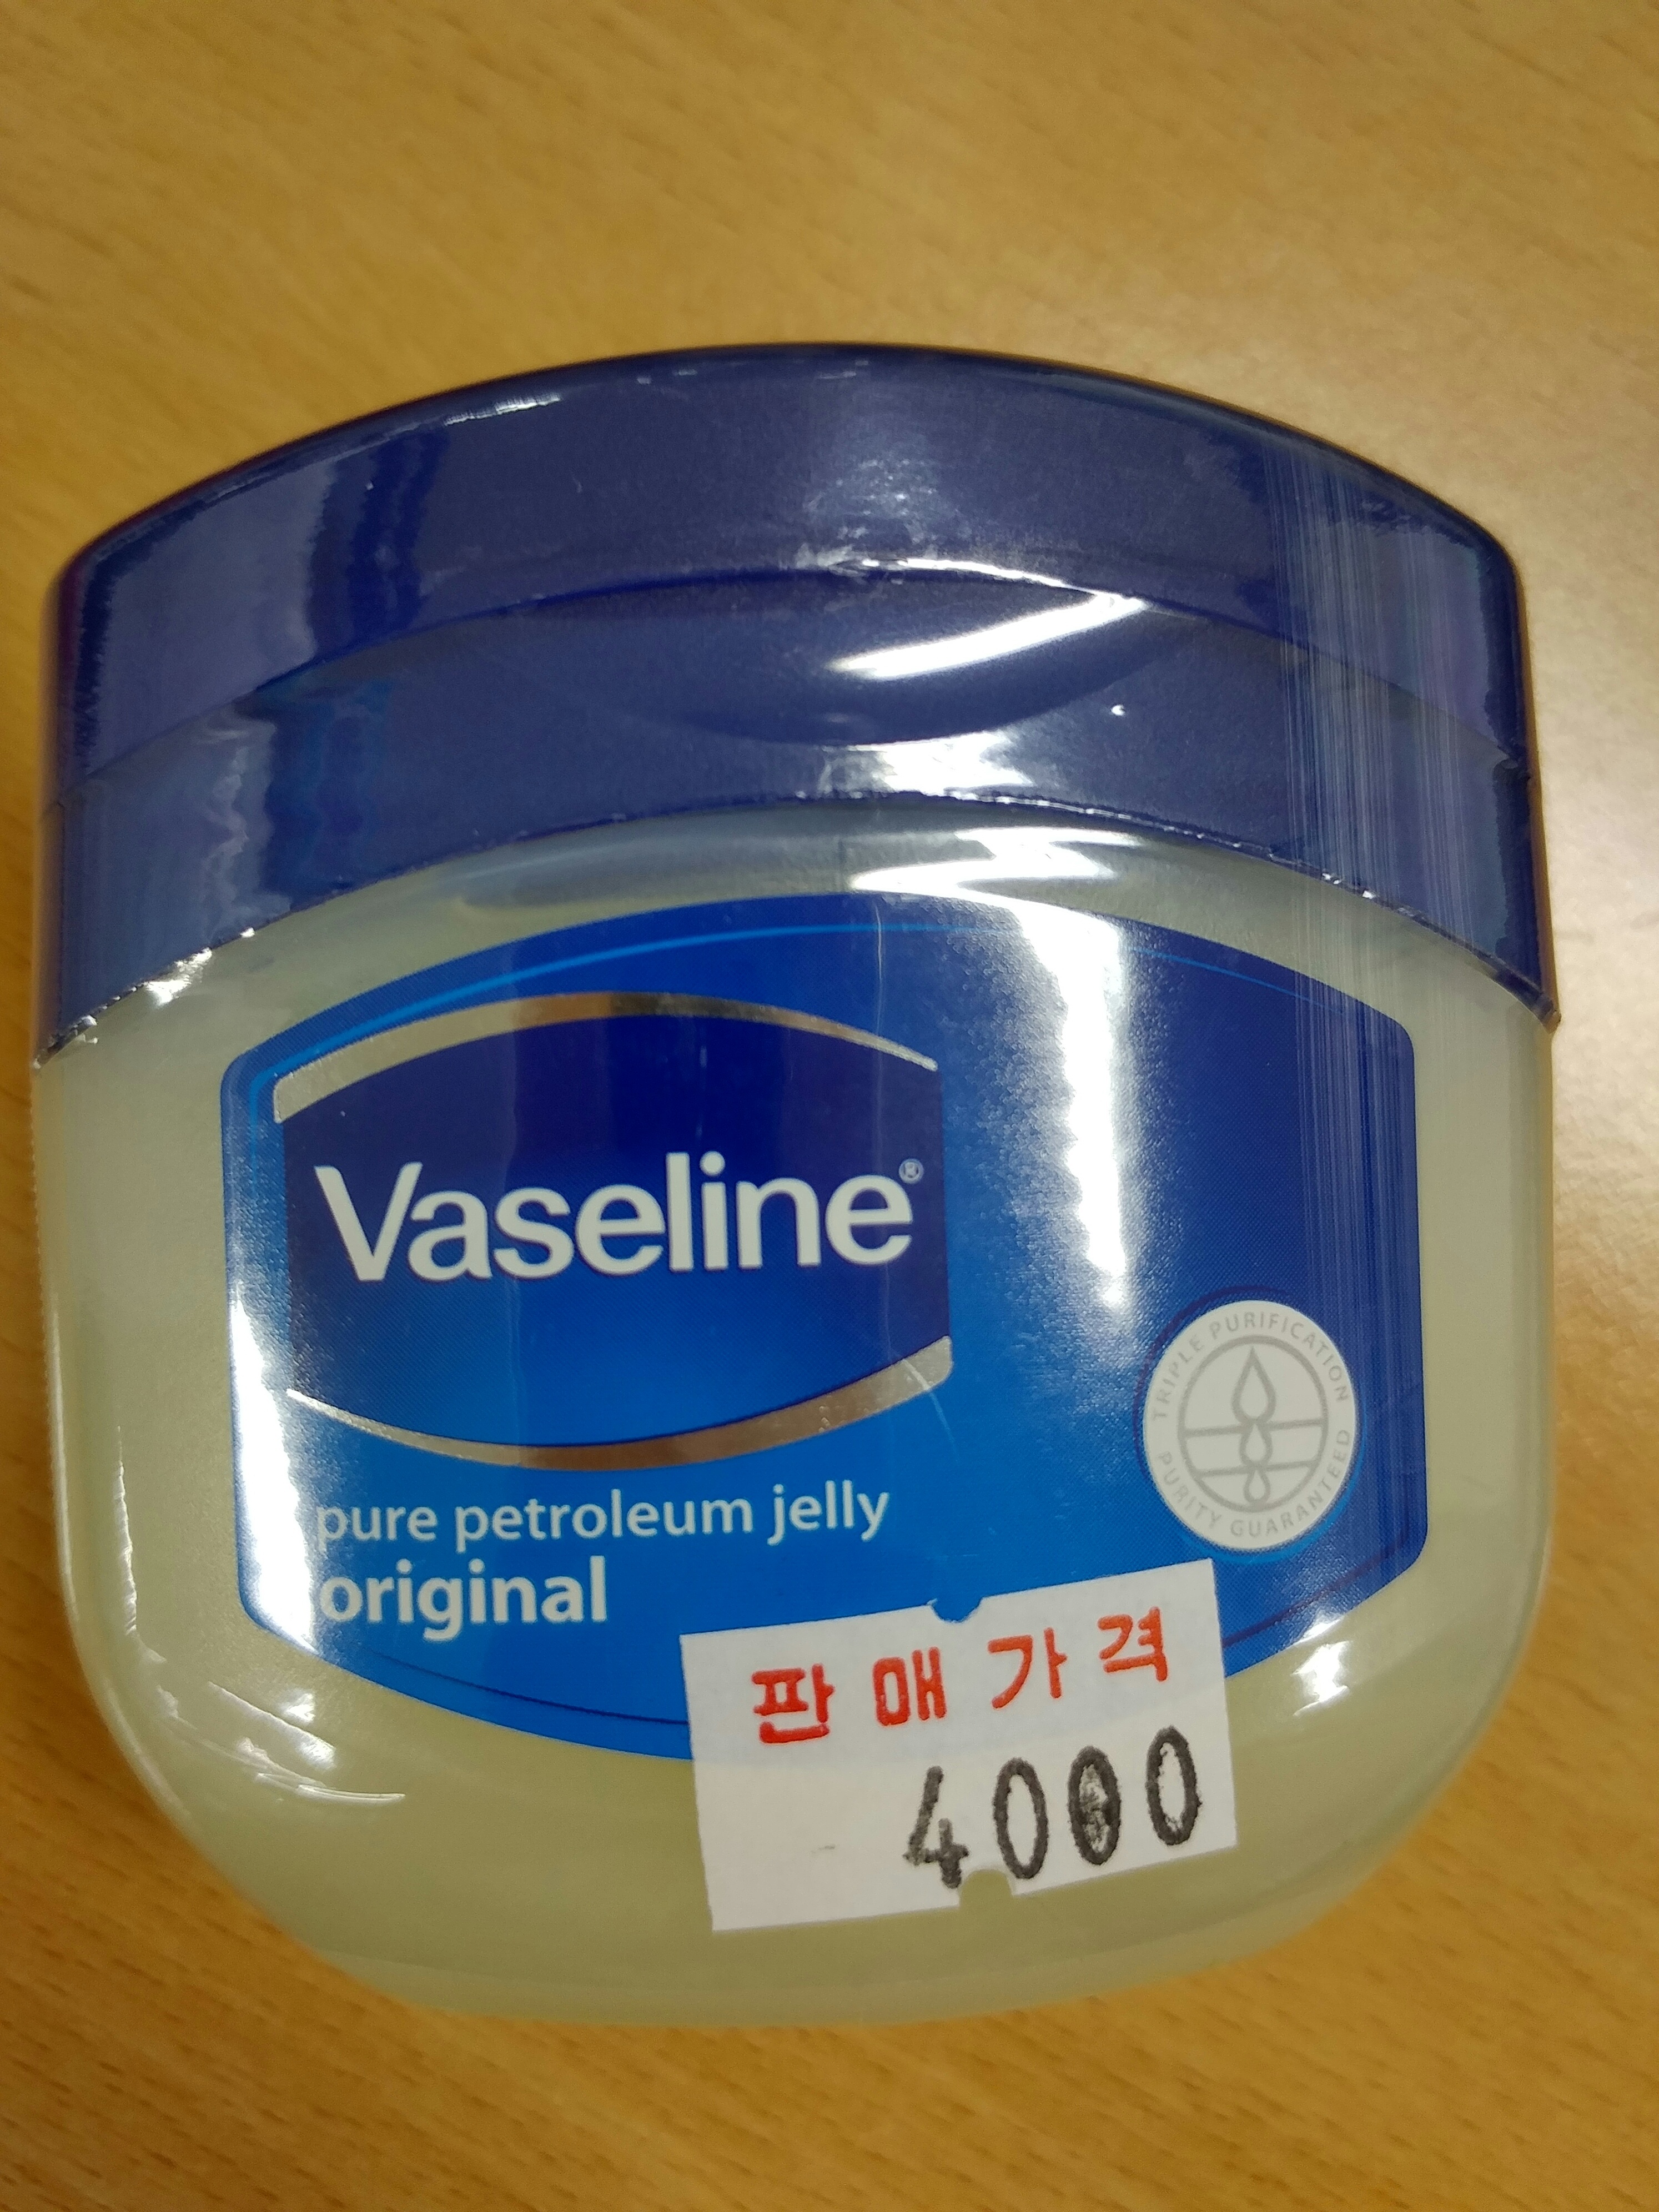 Vaseline®
pure petroleum jelly
original
TRIPLE PURIFICATION
PURITY GUARANTEED
판매가격
4000